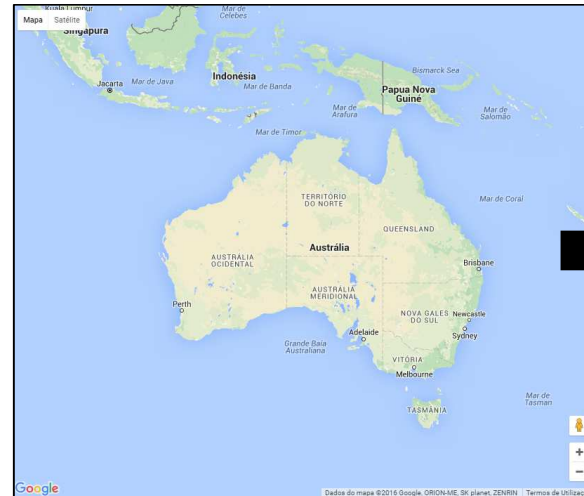 Kuala Lumpur
Mar de
Celebes
Mapa
Satélite
Singapura
Bismarck Sea
Indonésia
Jacarta
Mar de Java
Mar de Banda
Papua Nova
Guiné
Mar de
Arafura
Mar de
Salomão
Mar de Timor
TERRITÓRIO
DO NORTE
Mar de Coral
QUEENSLAND
Austrália
AUSTRÁLIA
OCIDENTAL
Brisbane
AUSTRÁLIA
MERIDIONAL
Perth
NOVA GALES
DO SUL
Newcastle
Adelaide
Sydney
Grande Baía
Australiana
VITÓRIA
Melbourne
Mar de
Tasman
TASMÂNIA
Google
Dados do mapa ©2016 Google, ORION-ME, SK planet, ZENRIN
Termos de Utilizaç